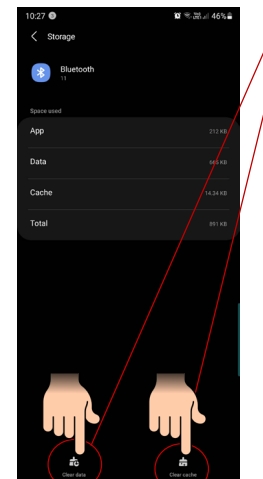 10:27
46%
Storage
Bluetooth
11
Space used
App 212 KB
Data 665 KB
Cache 14.34 KB
Total 891 KB
Clear data Clear cache